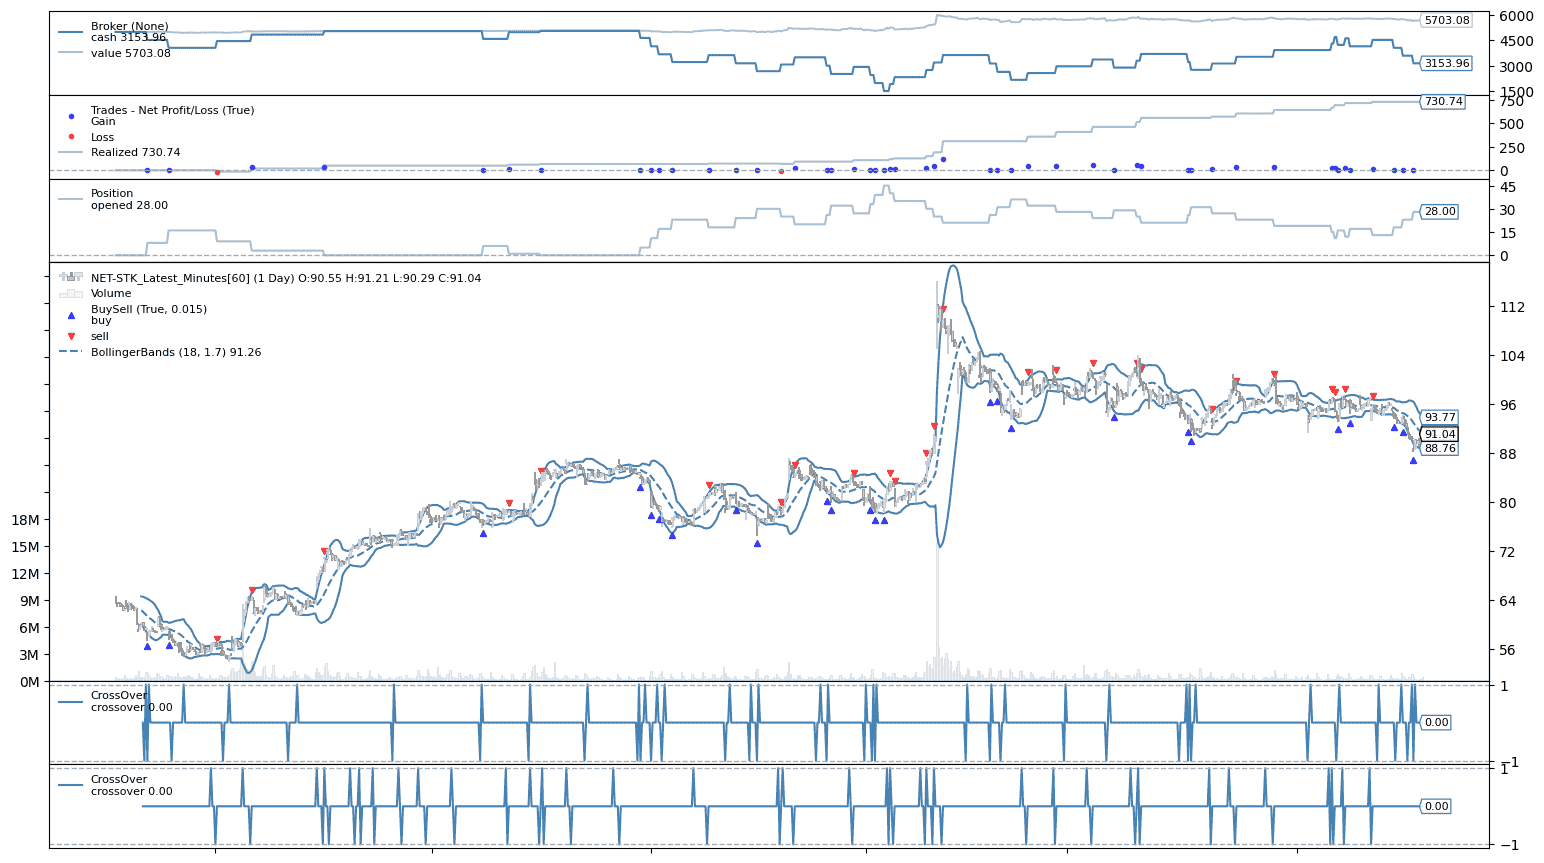 Broker (None)
cash 3153.96
value 5703.08
5703.08
3153.96
6000
4500
3000
1500
Trades - Net Profit/Loss (True)
Gain
Loss
Realized 730.74
730.74
750
500
250
0
Position
opened 28.00
28.00
45
30
15
0
NET-STK_Latest_Minutes[60] (1 Day) O:90.55 H:91.21 L:90.29 C:91.04
Volume
BuySell (True, 0.015)
buy
sell
BollingerBands (18, 1.7) 91.26
18M
15M
12M
9M
6M
3M
0M
112
104
96
88
80
72
64
56
93.77
91.04
88.76
CrossOver
crossover 0.00
0.00
1
−1
CrossOver
crossover 0.00
0.00
1
−1